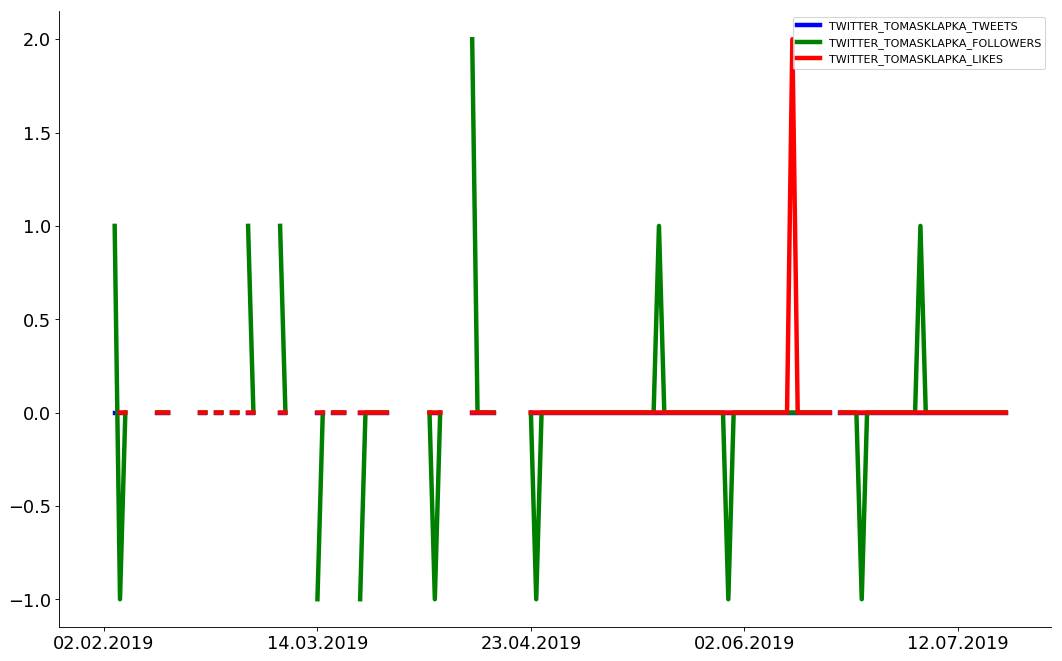 TWITTER_TOMASKLAPKA_TWEETS
TWITTER_TOMASKLAPKA_FOLLOWERS
TWITTER_TOMASKLAPKA_LIKES
2.0
1.5
1.0
0.5
0.0
−0.5
−1.0
02.02.2019 14.03.2019 23.04.2019 02.06.2019 12.07.2019